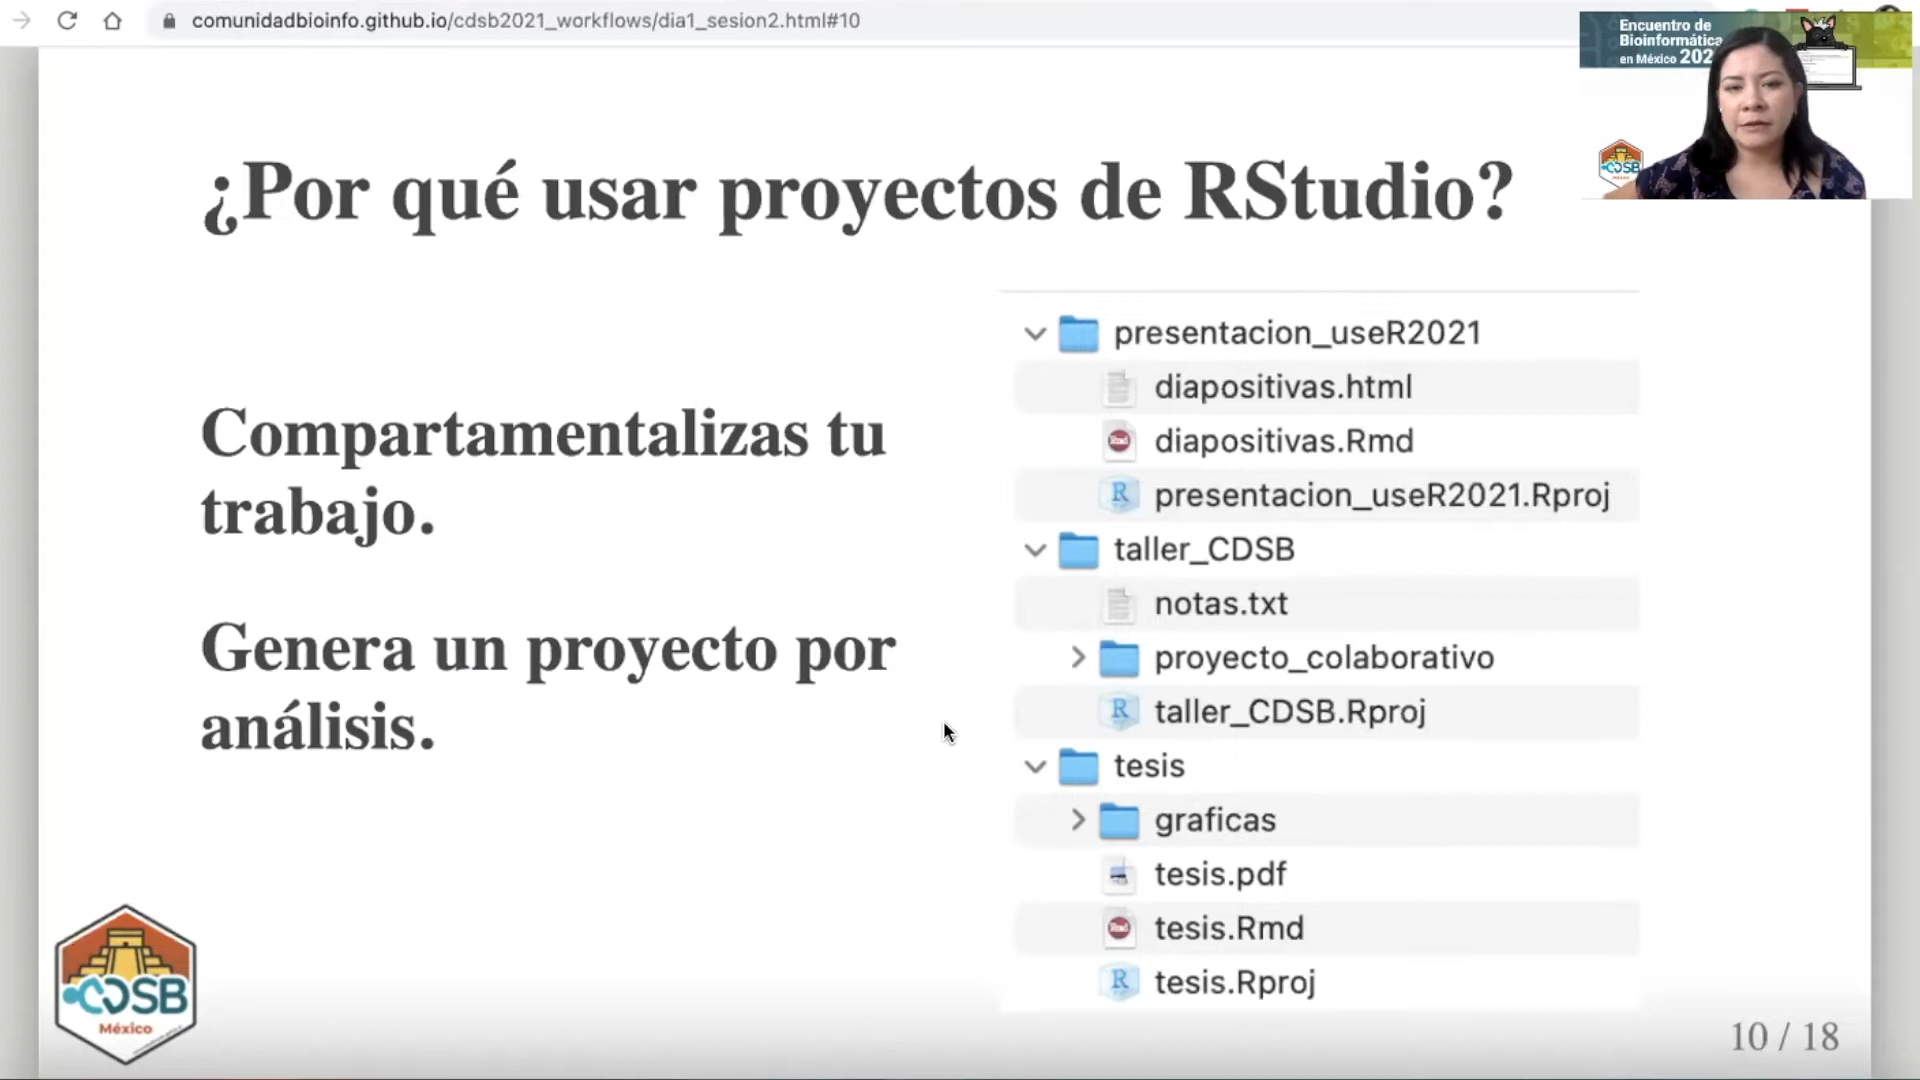 comunidadbioinfo.github.io/cdsb2021_workflows/dia1_sesion2.html#10
Encuentro de
Bioinformática
en México 202
CDSB
¿Por qué usar proyectos de RStudio?
Compartamentalizas tu
trabajo.
Genera un proyecto por
análisis.
presentacion_useR2021
diapositivas.html
diapositivas.Rmd
presentacion_useR2021.Rproj
taller_CDSB
notas.txt
proyecto_colaborativo
taller_CDSB.Rproj
tesis
graficas
tesis.pdf
tesis.Rmd
tesis.Rproj
CDSB
México
10 / 18